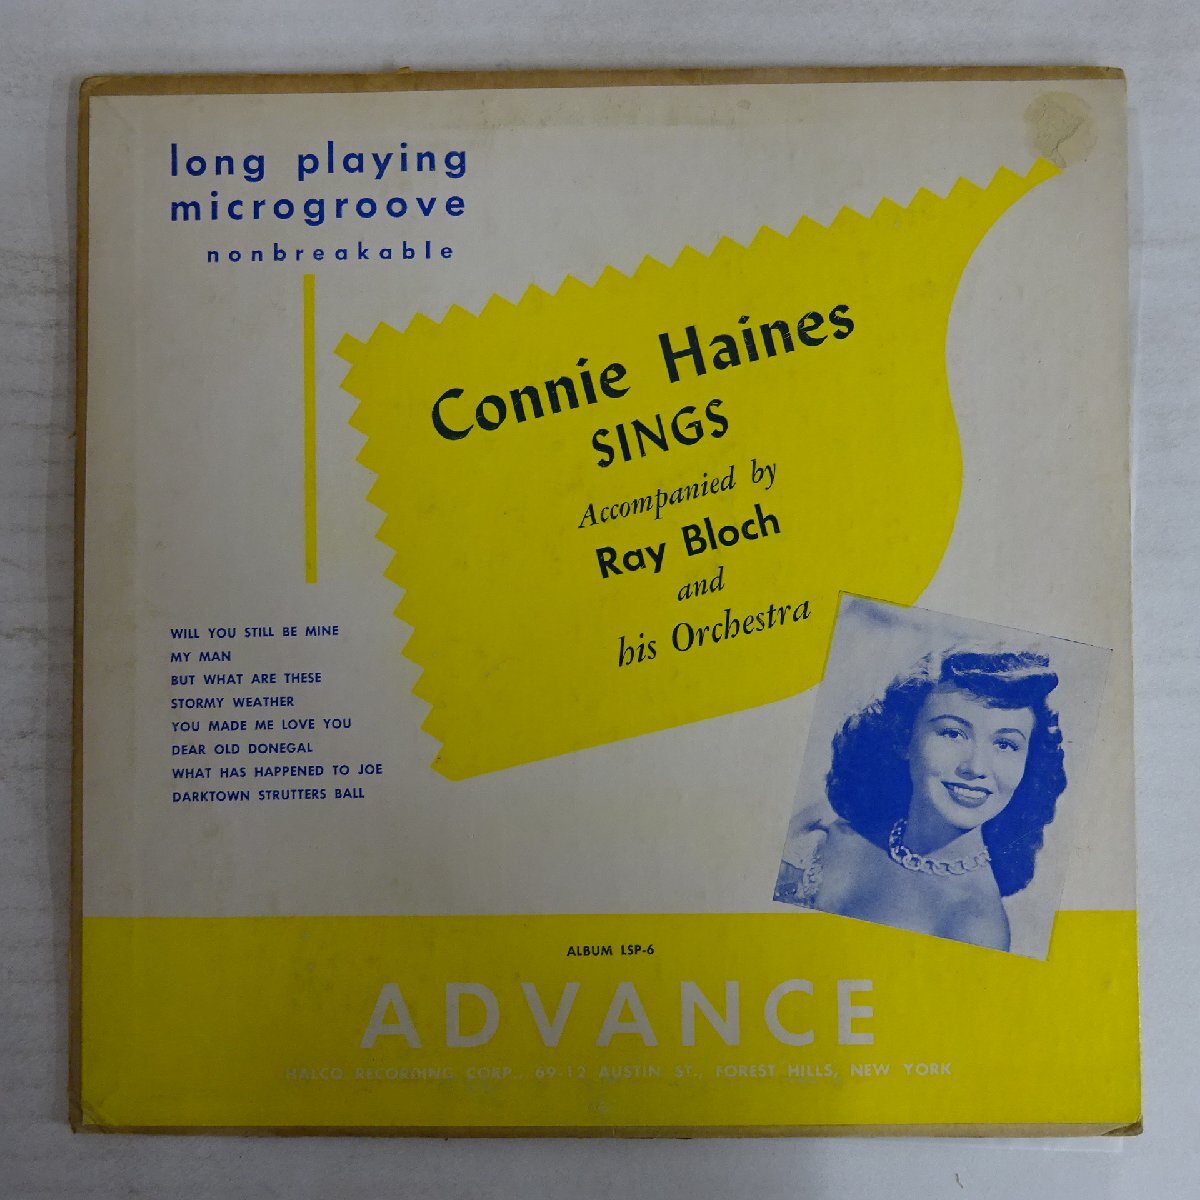 long playing
microgroove
nonbreakable
Connie Haines
SINGS
Accompanied by
Ray Bloch
and
his Orchestra
WILL YOU STILL BE MINE
MY MAN
BUT WHAT ARE THESE
STORMY WEATHER
YOU MADE ME LOVE YOU
DEAR OLD DONEGAL
WHAT HAS HAPPENED TO JOE
DARKTOWN STRUTTERS BALL
ALBUM LSP-6
ADVANCE
HALCO RECORDING CORP., 69-12 AUSTIN ST., FOREST HILLS, NEW YORK